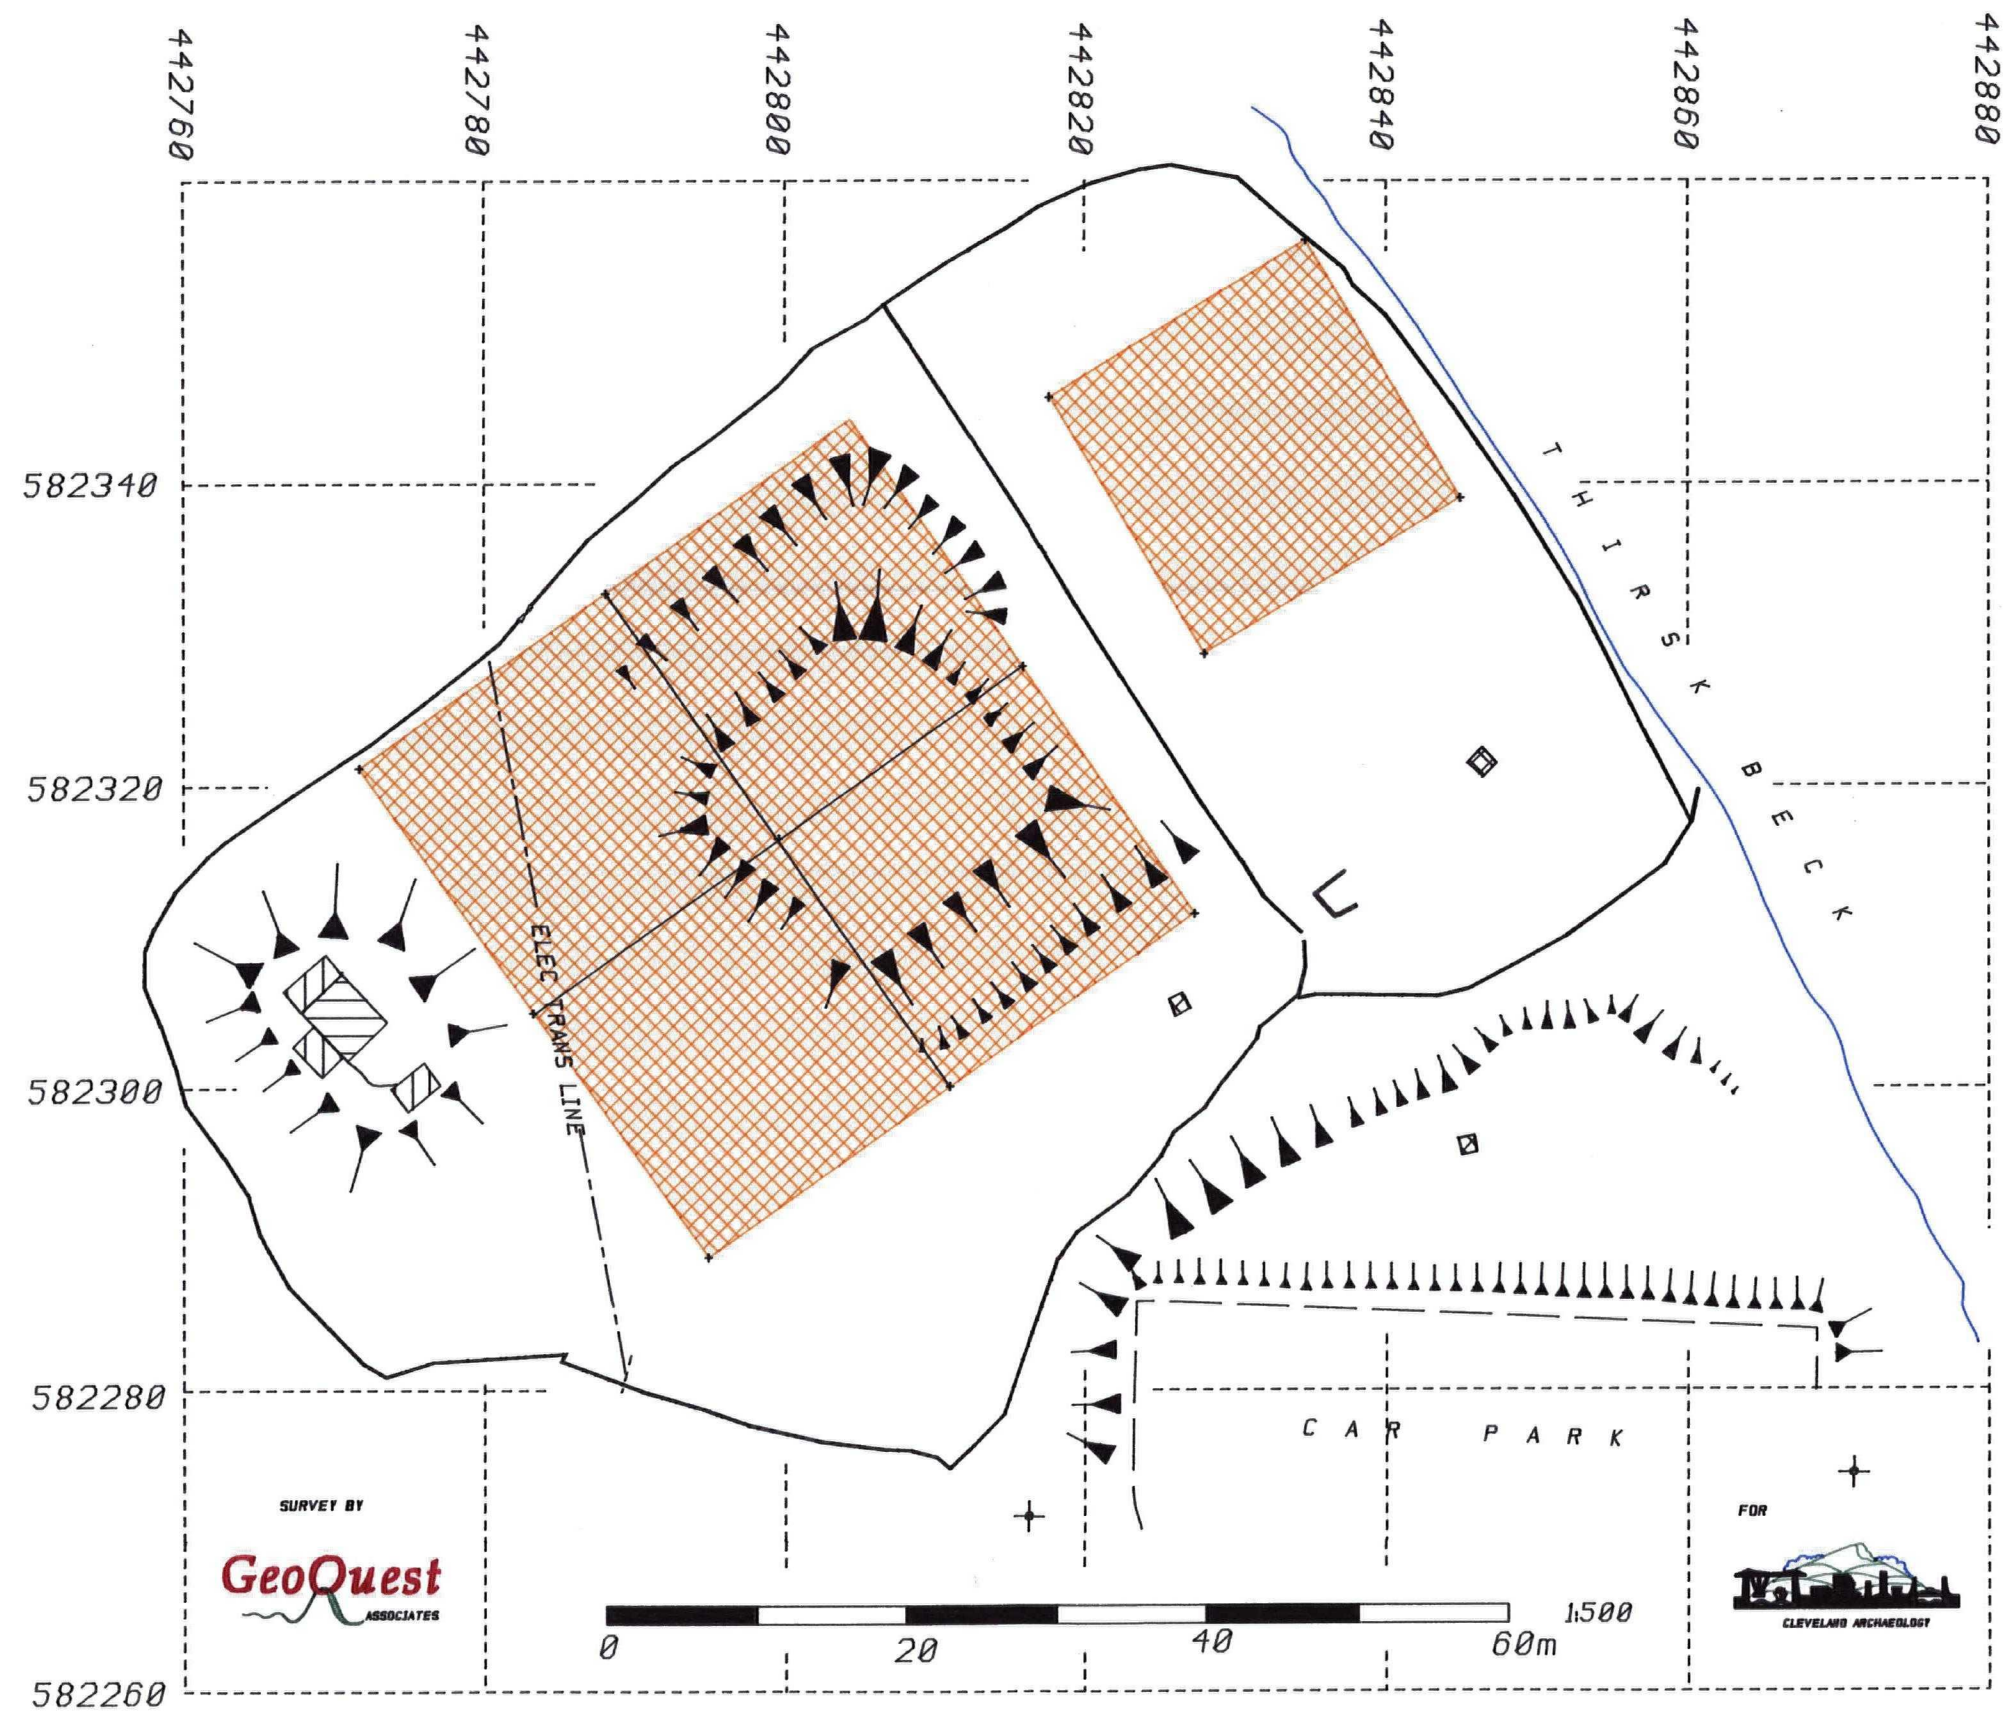 442760
442780
442800
442820
442840
442860
442880
582340
582320
582300
582280
582260
THIRSK BECK
ELEC TRANS LINE
CAR PARK
SURVEY BY
GeoQuest
ASSOCIATES
FOR
CLEVELAND ARCHAEOLOGY
1:500
0 20 40 60m